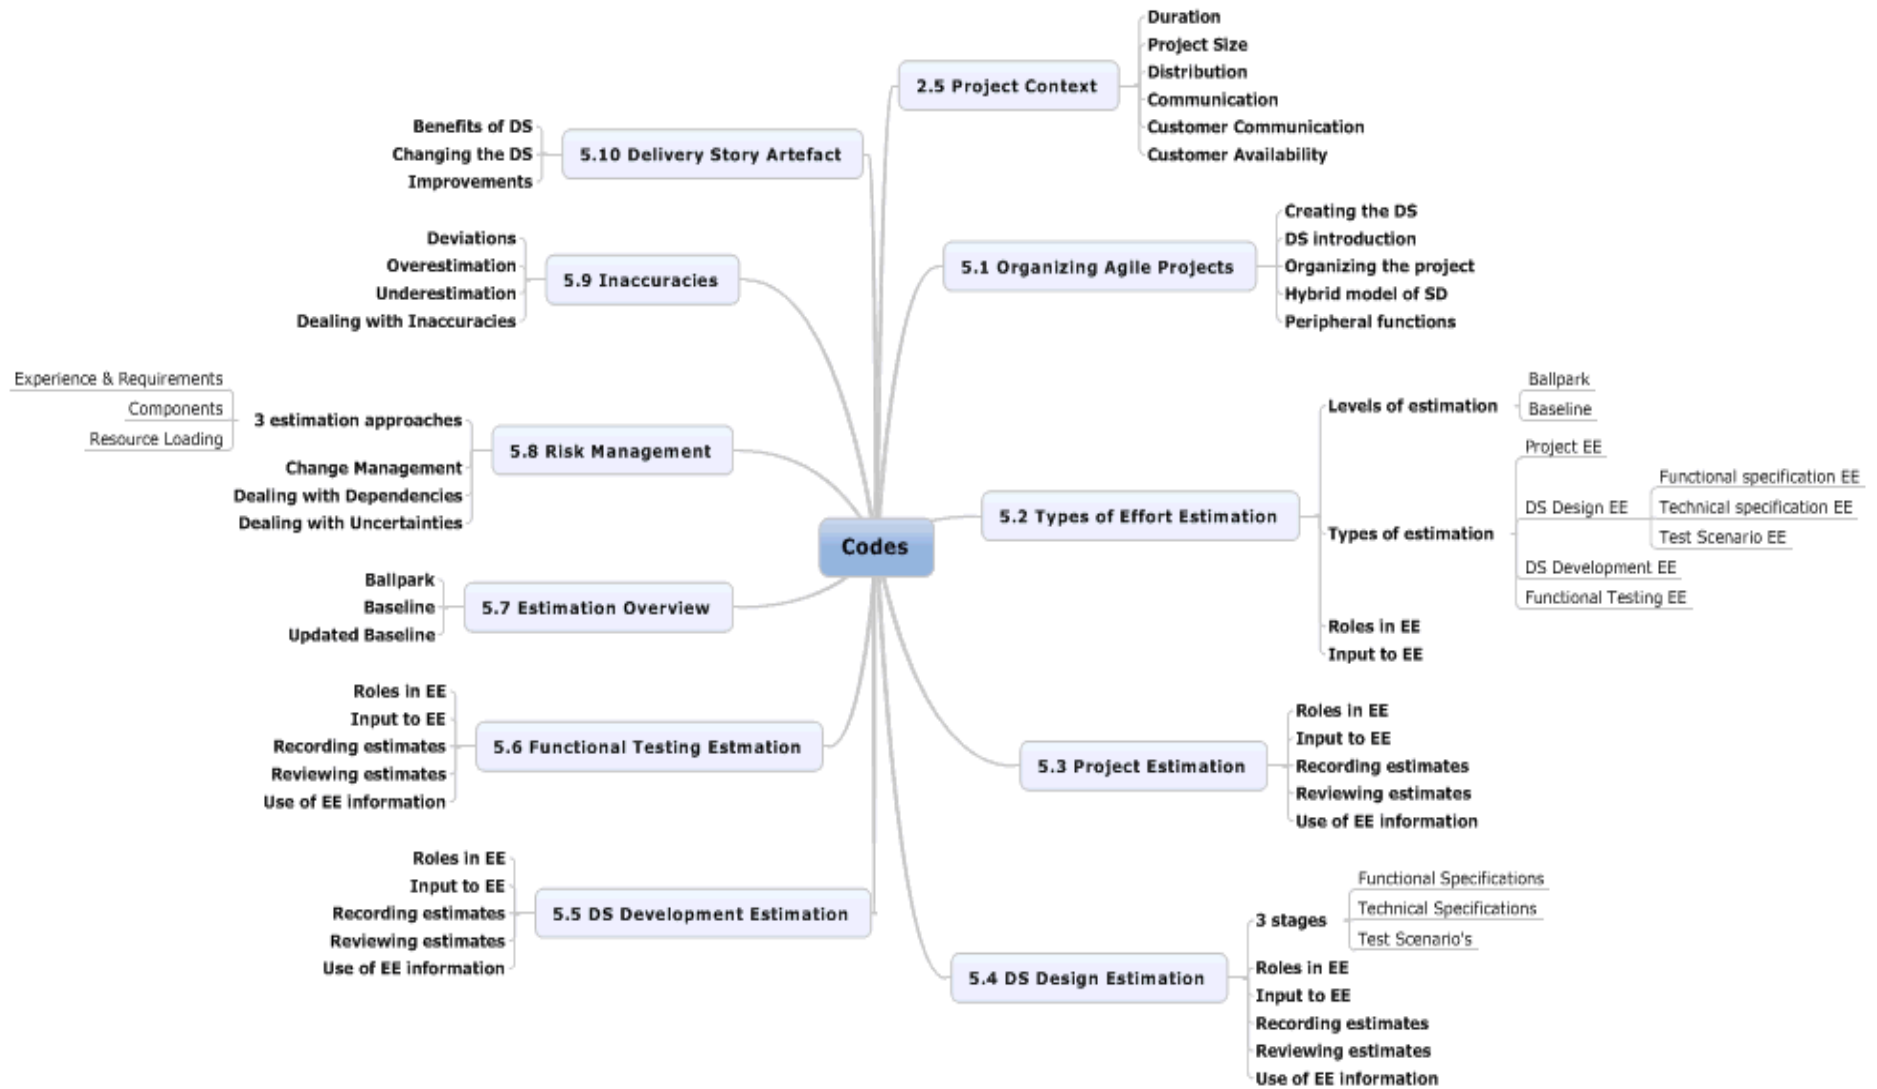 Codes
2.5 Project Context
Duration
Project Size
Distribution
Communication
Customer Communication
Customer Availability
5.1 Organizing Agile Projects
Creating the DS
DS introduction
Organizing the project
Hybrid model of SD
Peripheral functions
5.2 Types of Effort Estimation
Levels of estimation
Ballpark
Baseline
Types of estimation
Project EE
DS Design EE
Functional specification EE
Technical specification EE
Test Scenario EE
DS Development EE
Functional Testing EE
Roles in EE
Input to EE
5.3 Project Estimation
Roles in EE
Input to EE
Recording estimates
Reviewing estimates
Use of EE information
5.4 DS Design Estimation
3 stages
Functional Specifications
Technical Specifications
Test Scenario's
Roles in EE
Input to EE
Recording estimates
Reviewing estimates
Use of EE information
5.5 DS Development Estimation
Roles in EE
Input to EE
Recording estimates
Reviewing estimates
Use of EE information
5.6 Functional Testing Estmation
Roles in EE
Input to EE
Recording estimates
Reviewing estimates
Use of EE information
5.7 Estimation Overview
Ballpark
Baseline
Updated Baseline
5.8 Risk Management
3 estimation approaches
Experience & Requirements
Components
Resource Loading
Change Management
Dealing with Dependencies
Dealing with Uncertainties
5.9 Inaccuracies
Deviations
Overestimation
Underestimation
Dealing with Inaccuracies
5.10 Delivery Story Artefact
Benefits of DS
Changing the DS
Improvements